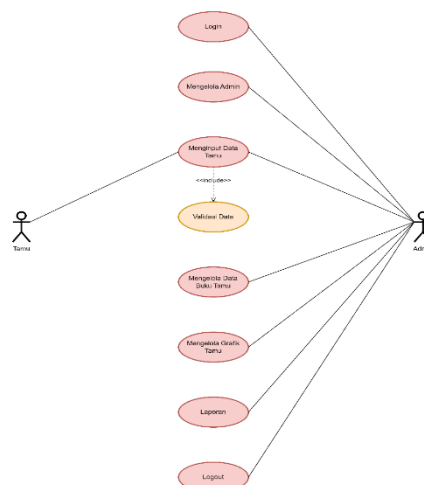 Login
Mengelola Admin
Menginput Data
Tamu
<<include>>
Validasi Data
Tamu
Adm
Mengelola Data
Buku Tamu
Mengelola Grafik
Tamu
Laporan
Logout